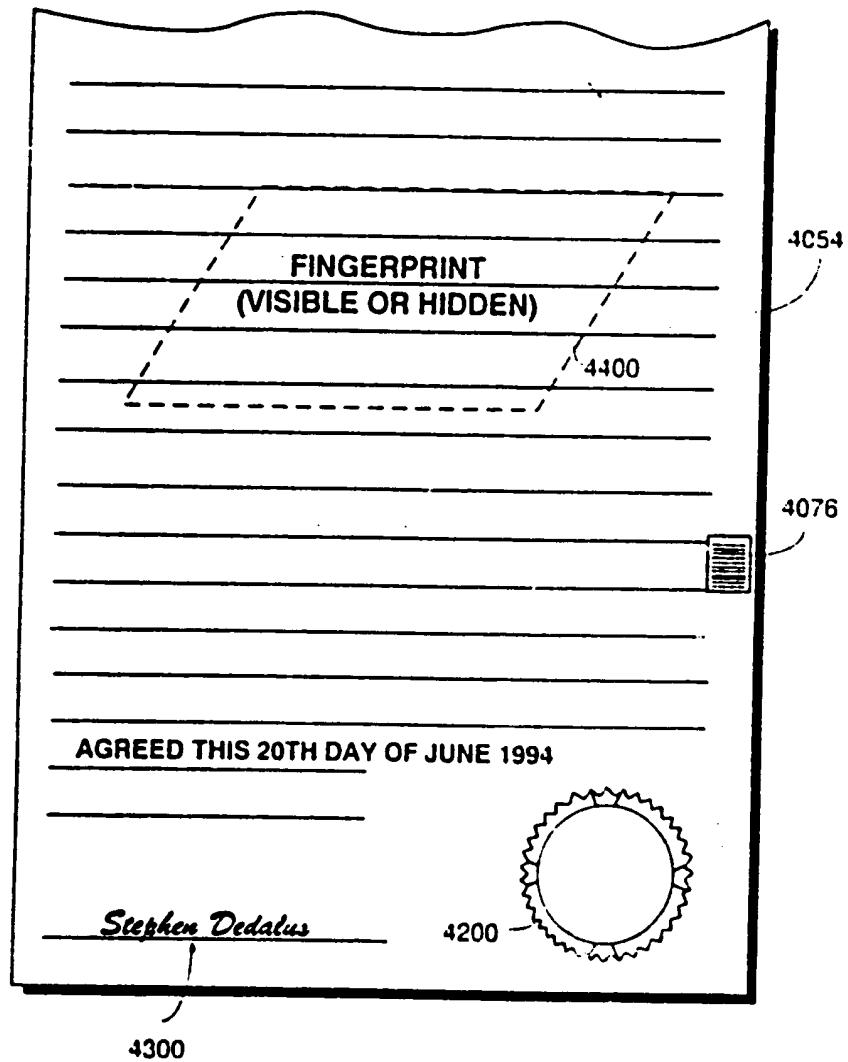 FINGERPRINT
(VISIBLE OR HIDDEN)
4054
4400
4076
AGREED THIS 20TH DAY OF JUNE 1994
Stephen Dedalus
4200
4300